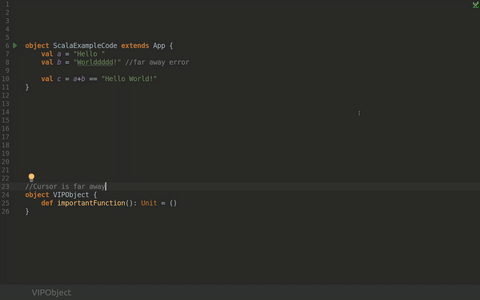 1
2
3
4
5
6 object ScalaExampleCode extends App {
7 val a = "Hello "
8 val b = "Worlddddd!" //far away error
9
10 val c = a+b == "Hello World!"
11 }
12
13
14
15
16
17
18
19
20
21
22
23 //Cursor is far away
24 object VIPObject {
25 def importantFunction(): Unit = ()
26 }
VIPObject